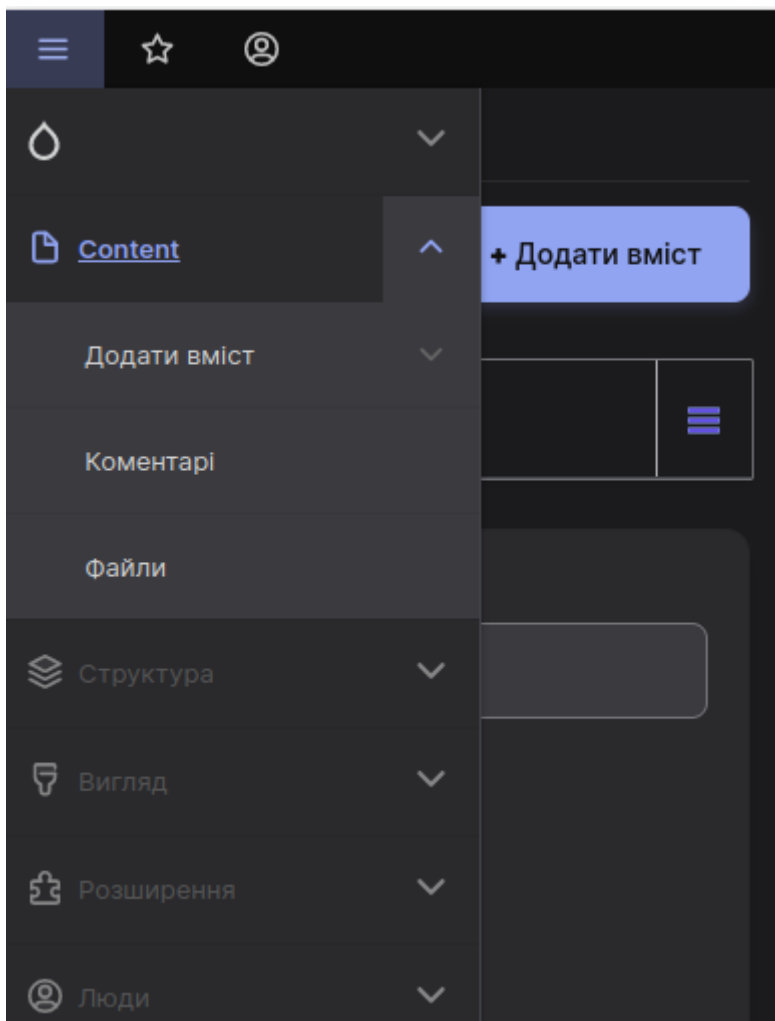 Content
+ Додати вміст
Додати вміст
Коментарі
Файли
Структура
Вигляд
Розширення
Люди